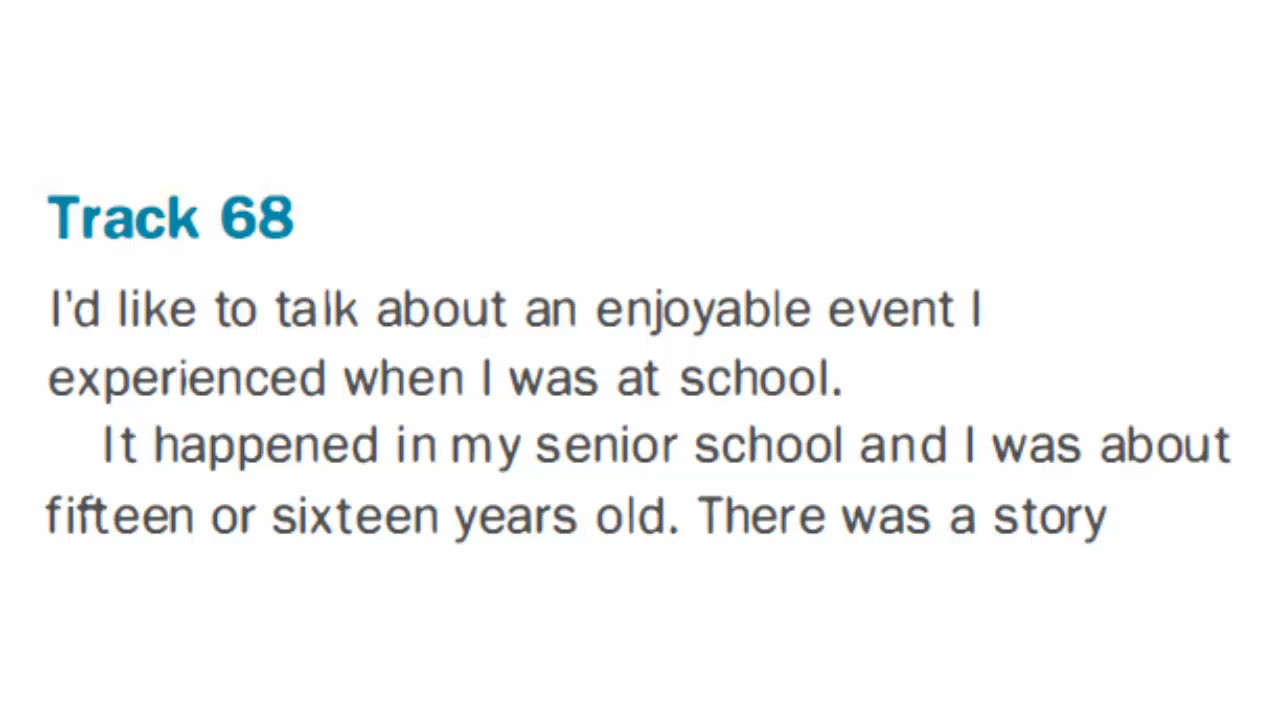 Track 68
I'd like to talk about an enjoyable event I
experienced when I was at school.
It happened in my senior school and I was about
fifteen or sixteen years old. There was a story